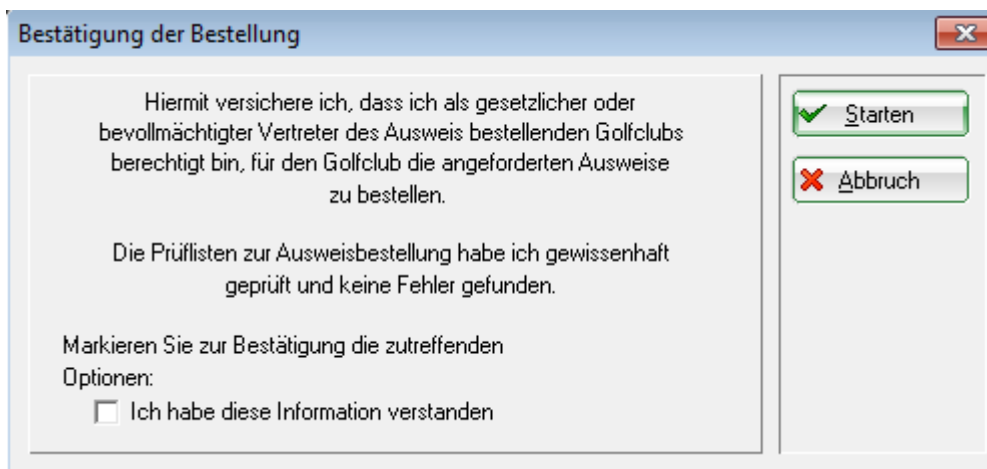 Bestätigung der Bestellung
Hiermit versichere ich, dass ich als gesetzlicher oder
bevollmächtigter Vertreter des Ausweis bestellenden Golfclubs
berechtigt bin, für den Golfclub die angeforderten Ausweise
zu bestellen.
Die Prüflisten zur Ausweisbestellung habe ich gewissenhaft
geprüft und keine Fehler gefunden.
Markieren Sie zur Bestätigung die zutreffenden
Optionen:
Ich habe diese Information verstanden
Starten
Abbruch